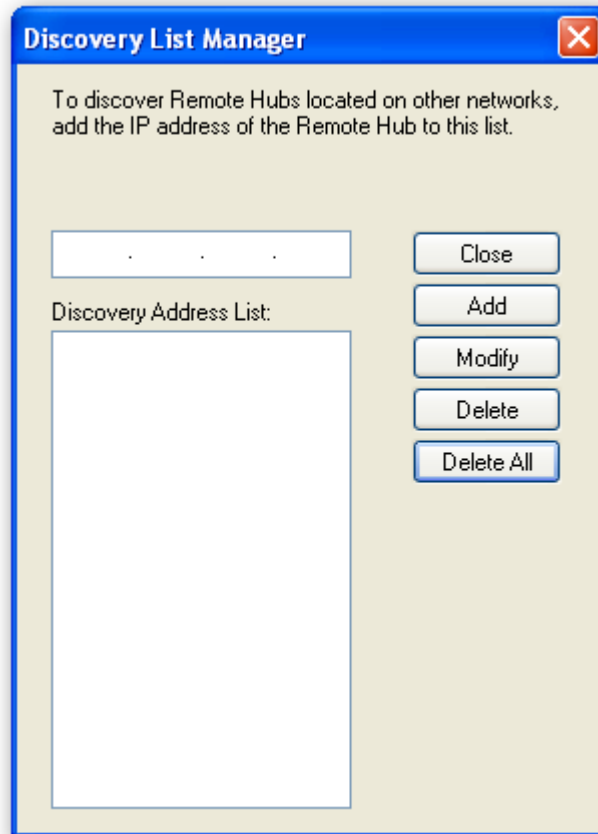 Discovery List Manager
To discover Remote Hubs located on other networks,
add the IP address of the Remote Hub to this list.
. . .
Close
Discovery Address List:
Add
Modify
Delete
Delete All